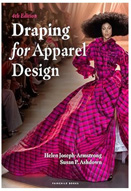 4th Edition
Draping
for Apparel
Design
Helen Joseph-Armstrong
Susan P. Ashdown
FAIRCHILD BOOKS